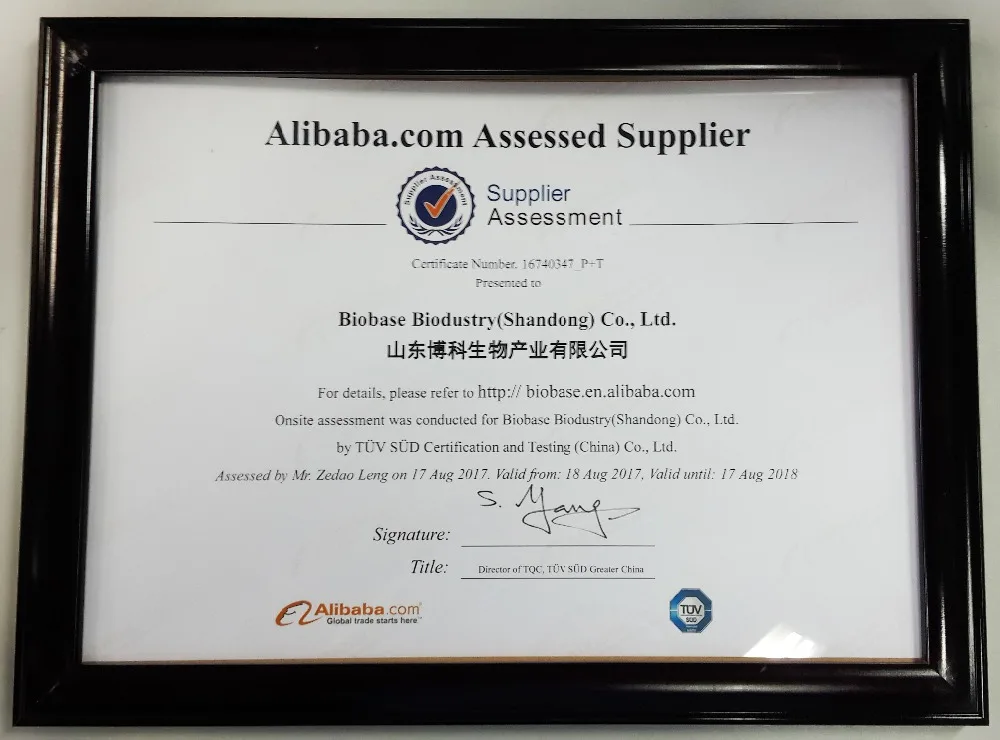 Alibaba.com Assessed Supplier
Supplier Assessment
Supplier
Assessment
Certificate Number. 16740347_P+T
Presented to
Biobase Biodustry(Shandong) Co., Ltd.
山东博科生物产业有限公司
For details, please refer to http:// biobase.en.alibaba.com
Onsite assessment was conducted for Biobase Biodustry(Shandong) Co., Ltd.
by TÜV SÜD Certification and Testing (China) Co., Ltd.
Assessed by Mr. Zedao Leng on 17 Aug 2017. Valid from: 18 Aug 2017, Valid until: 17 Aug 2018
S. Yang
Signature:
Title: Director of TQC, TÜV SÜD Greater China
Alibaba.com®
Global trade starts here™
TÜV
SÜD